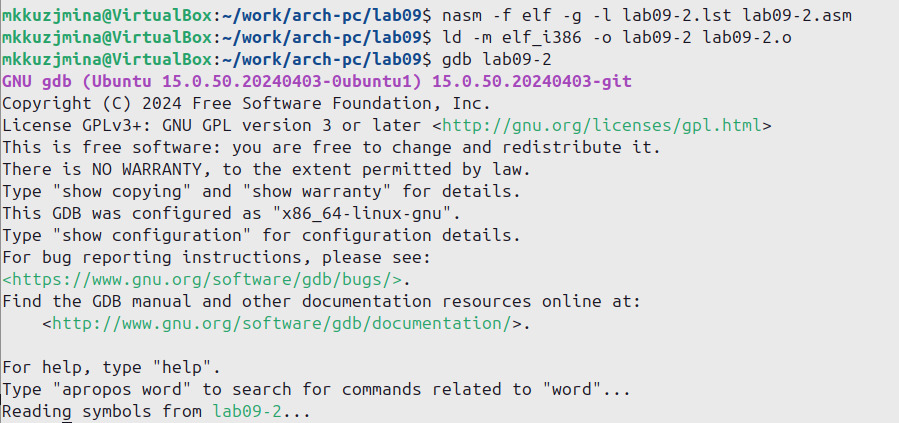 mkkuzjmina@VirtualBox:~/work/arch-pc/lab09$ nasm -f elf -g -l lab09-2.lst lab09-2.asm
mkkuzjmina@VirtualBox:~/work/arch-pc/lab09$ ld -m elf_i386 -o lab09-2 lab09-2.o
mkkuzjmina@VirtualBox:~/work/arch-pc/lab09$ gdb lab09-2
GNU gdb (Ubuntu 15.0.50.20240403-0ubuntu1) 15.0.50.20240403-git
Copyright (C) 2024 Free Software Foundation, Inc.
License GPLv3+: GNU GPL version 3 or later <http://gnu.org/licenses/gpl.html>
This is free software: you are free to change and redistribute it.
There is NO WARRANTY, to the extent permitted by law.
Type "show copying" and "show warranty" for details.
This GDB was configured as "x86_64-linux-gnu".
Type "show configuration" for configuration details.
For bug reporting instructions, please see:
<https://www.gnu.org/software/gdb/bugs/>.
Find the GDB manual and other documentation resources online at:
    <http://www.gnu.org/software/gdb/documentation/>.

For help, type "help".
Type "apropos word" to search for commands related to "word"...
Reading symbols from lab09-2...